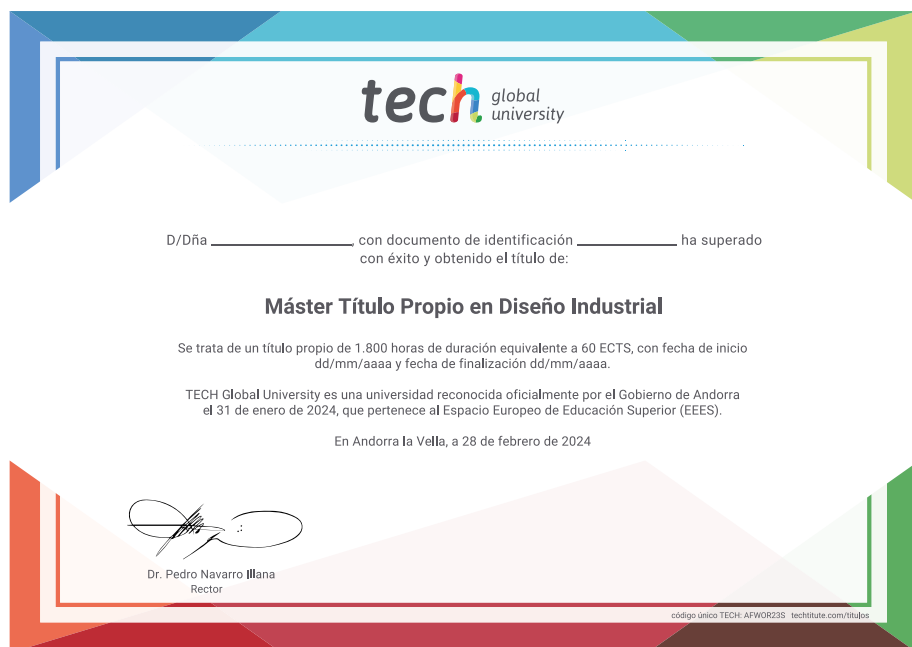 tech global university
D/Dña ____________________, con documento de identificación ______________ ha superado
con éxito y obtenido el título de:
Máster Título Propio en Diseño Industrial
Se trata de un título propio de 1.800 horas de duración equivalente a 60 ECTS, con fecha de inicio
dd/mm/aaaa y fecha de finalización dd/mm/aaaa.
TECH Global University es una universidad reconocida oficialmente por el Gobierno de Andorra
el 31 de enero de 2024, que pertenece al Espacio Europeo de Educación Superior (EEES).
En Andorra la Vella, a 28 de febrero de 2024
Dr. Pedro Navarro Illana
Rector
código único TECH: AFWOR23S techtitute.com/titulos